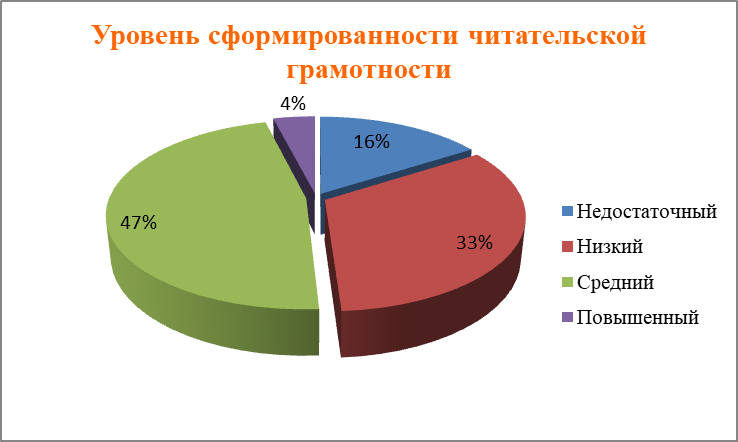 Уровень сформированности читательской
грамотности
4%
16%
47%
33%
Недостаточный
Низкий
Средний
Повышенный